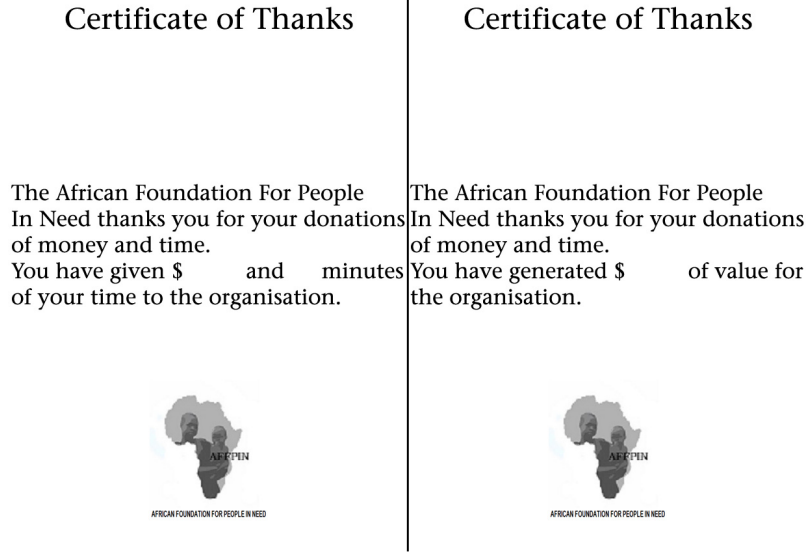 Certificate of Thanks
The African Foundation For People
In Need thanks you for your donations
of money and time.
You have given $ and minutes
of your time to the organisation.
AFFPIN
AFRICAN FOUNDATION FOR PEOPLE IN NEED
Certificate of Thanks
The African Foundation For People
In Need thanks you for your donations
of money and time.
You have generated $ of value for
the organisation.
AFFPIN
AFRICAN FOUNDATION FOR PEOPLE IN NEED